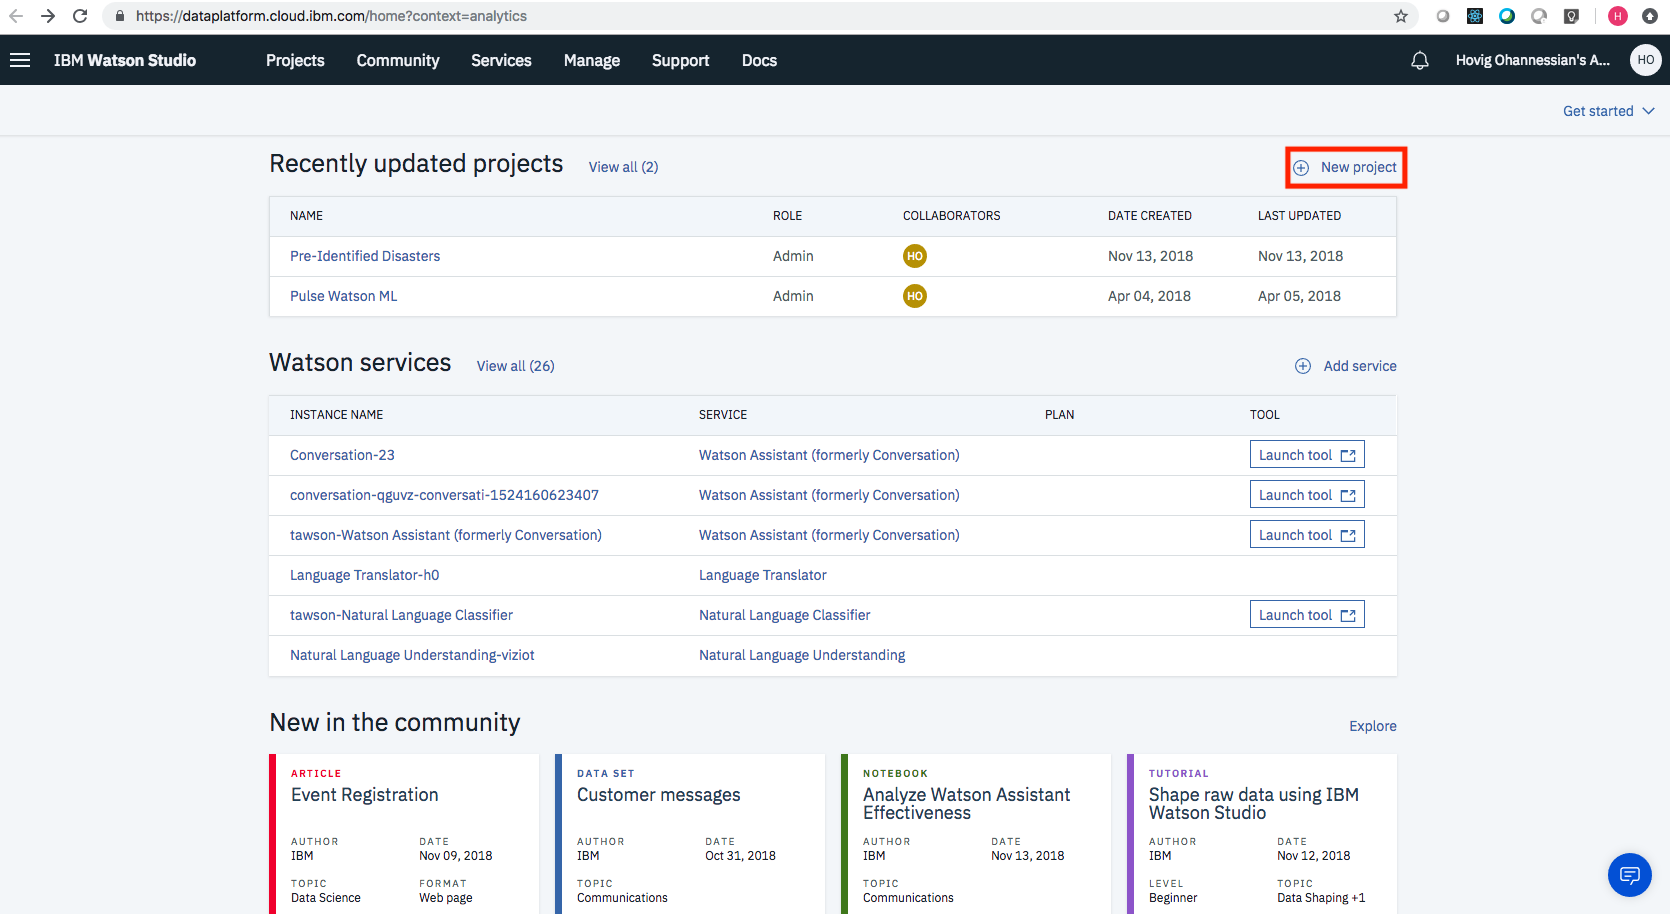 https://dataplatform.cloud.ibm.com/home?context=analytics
H
IBM Watson Studio Projects Community Services Manage Support Docs Hovig Ohannessian's A... HO
Get started
Recently updated projects View all (2) New project
NAME ROLE COLLABORATORS DATE CREATED LAST UPDATED
Pre-Identified Disasters Admin HO Nov 13, 2018 Nov 13, 2018
Pulse Watson ML Admin HO Apr 04, 2018 Apr 05, 2018
Watson services View all (26) Add service
INSTANCE NAME SERVICE PLAN TOOL
Conversation-23 Watson Assistant (formerly Conversation) Launch tool
conversation-qguvz-conversati-1524160623407 Watson Assistant (formerly Conversation) Launch tool
tawson-Watson Assistant (formerly Conversation) Watson Assistant (formerly Conversation) Launch tool
Language Translator-h0 Language Translator
tawson-Natural Language Classifier Natural Language Classifier Launch tool
Natural Language Understanding-viziot Natural Language Understanding
New in the community Explore
ARTICLE
Event Registration
AUTHOR DATE
IBM Nov 09, 2018
TOPIC FORMAT
Data Science Web page
DATA SET
Customer messages
AUTHOR DATE
IBM Oct 31, 2018
TOPIC
Communications
NOTEBOOK
Analyze Watson Assistant
Effectiveness
AUTHOR DATE
IBM Nov 13, 2018
TOPIC
Communications
TUTORIAL
Shape raw data using IBM
Watson Studio
AUTHOR DATE
IBM Nov 12, 2018
LEVEL TOPIC
Beginner Data Shaping +1